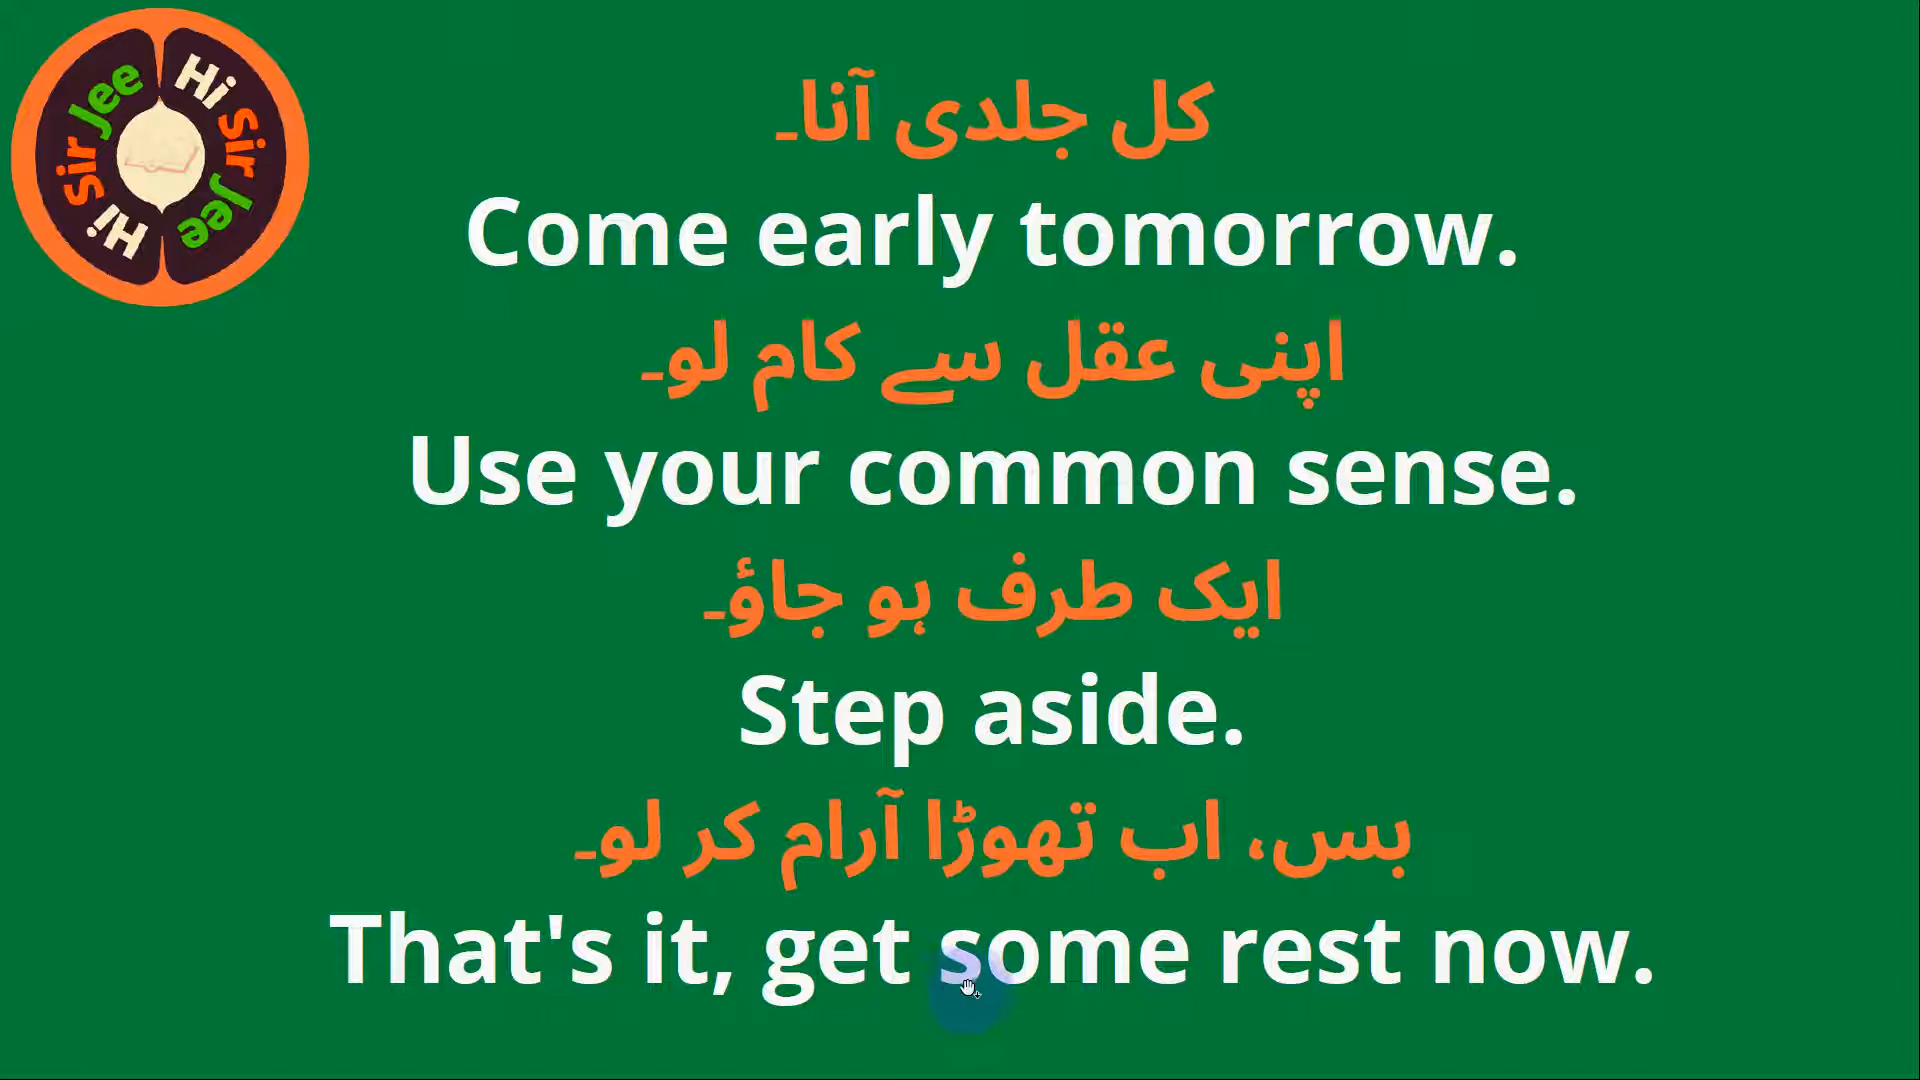 Hi Sir Jee
Hi Sir Jee
کل جلدی آنا۔
Come early tomorrow.
اپنی عقل سے کام لو۔
Use your common sense.
ایک طرف ہو جاؤ۔
Step aside.
بس، اب تھوڑا آرام کر لو۔
That's it, get some rest now.